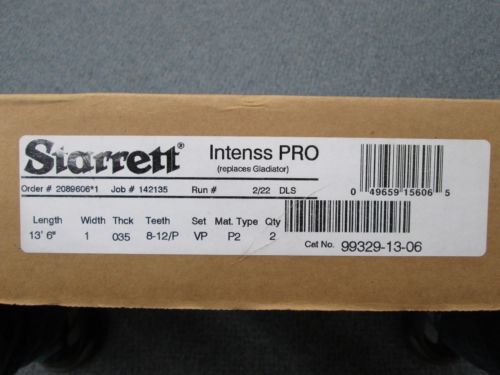 Starrett® Intenss PRO
(replaces Gladiator)
Order # 2089606*1 Job # 142135 Run # 2/22 DLS
0 49659 15606 5
Length Width Thck Teeth Set Mat. Type Qty
13' 6" 1 035 8-12/P VP P2 2
Cat No. 99329-13-06